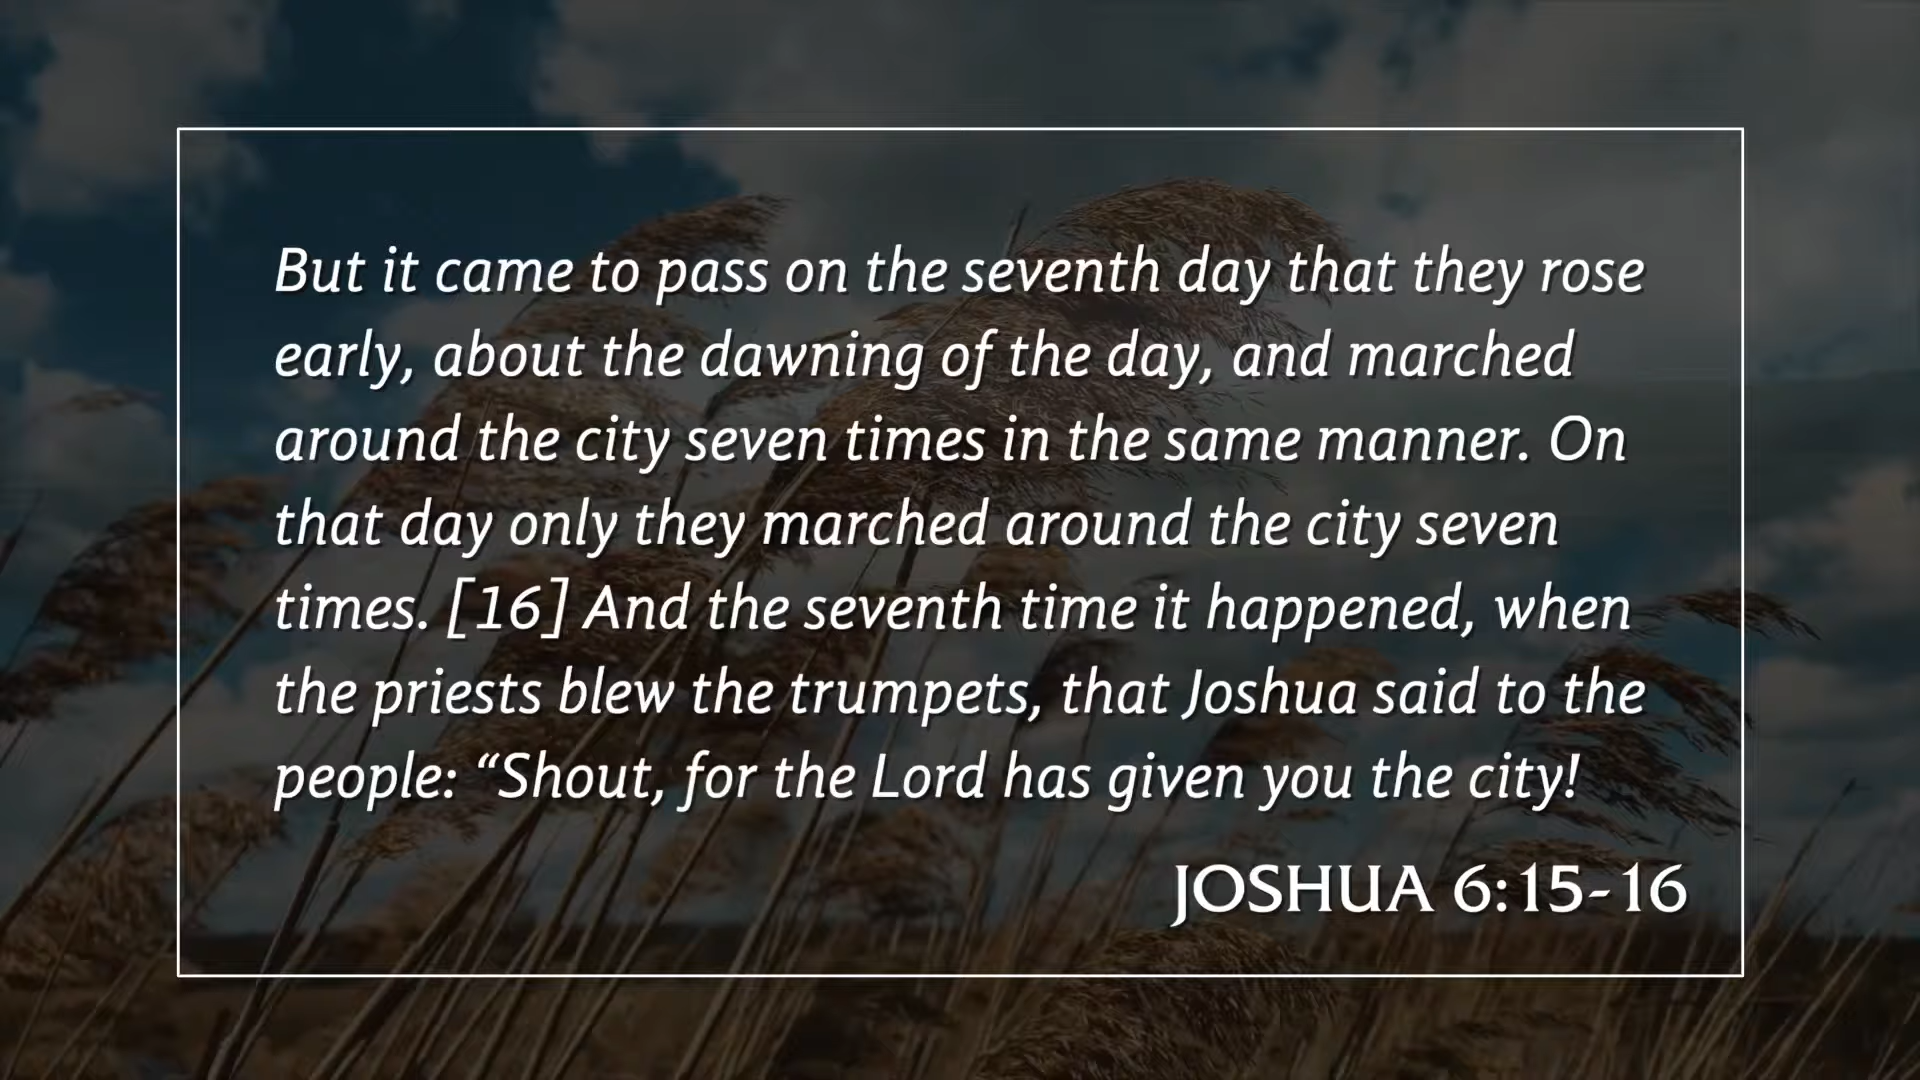 But it came to pass on the seventh day that they rose
early, about the dawning of the day, and marched
around the city seven times in the same manner. On
that day only they marched around the city seven
times. [16] And the seventh time it happened, when
the priests blew the trumpets, that Joshua said to the
people: “Shout, for the Lord has given you the city!
JOSHUA 6:15-16